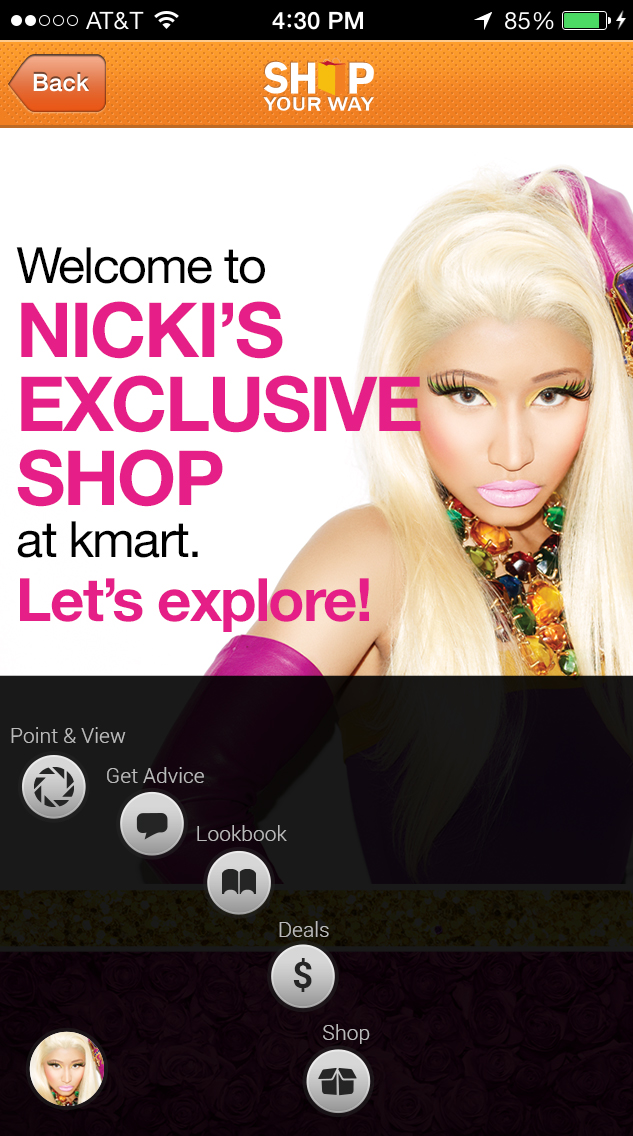 AT&T 4:30 PM 85%
Back
SHOP
YOUR WAY
Welcome to
NICKI'S
EXCLUSIVE
SHOP
at kmart.
Let's explore!
Point & View
Get Advice
Lookbook
Deals
$
Shop